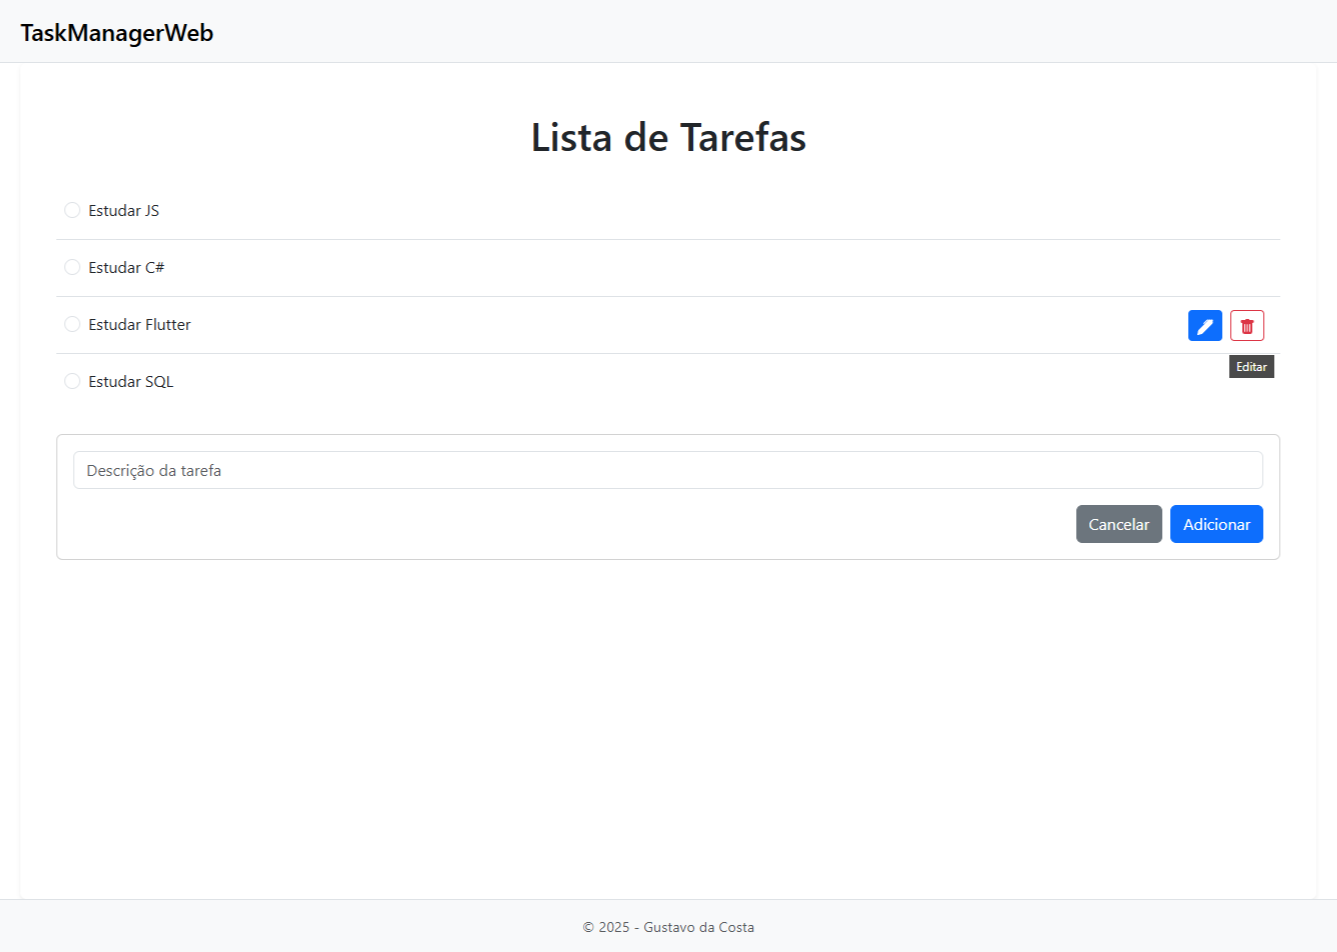 TaskManagerWeb
Lista de Tarefas
Estudar JS
Estudar C#
Estudar Flutter
Editar
Estudar SQL
Descrição da tarefa
Cancelar Adicionar
© 2025 - Gustavo da Costa